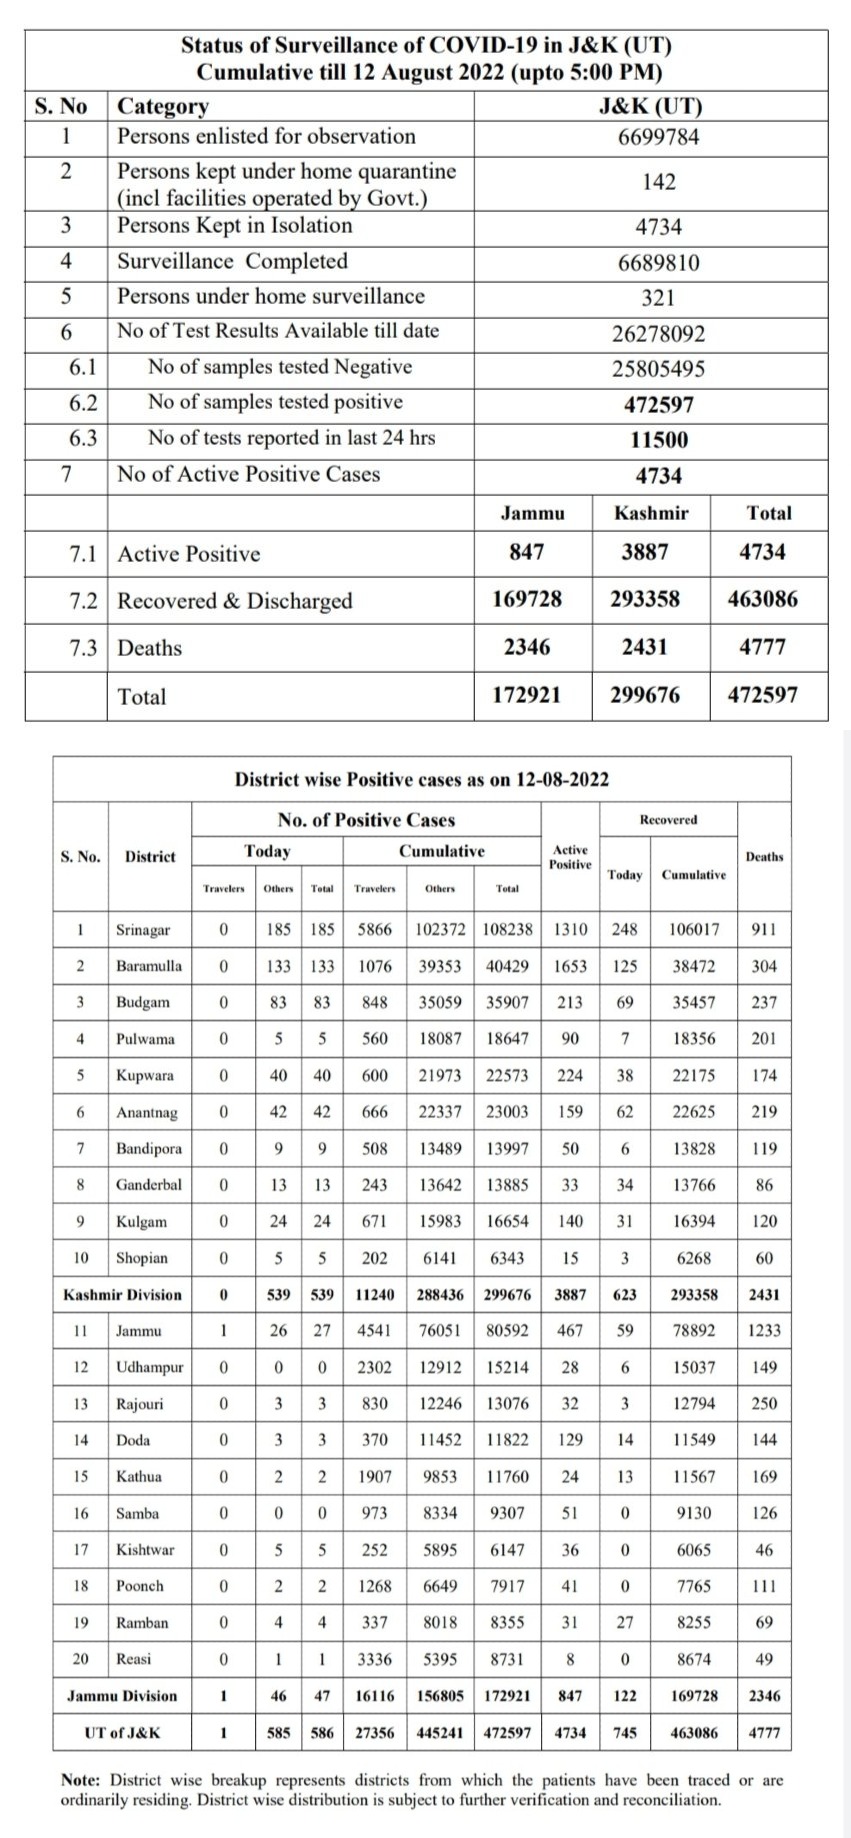 Status of Surveillance of COVID-19 in J&K (UT)
Cumulative till 12 August 2022 (upto 5:00 PM)
S. No Category J&K (UT)
1 Persons enlisted for observation 6699784
2 Persons kept under home quarantine
(incl facilities operated by Govt.) 142
3 Persons Kept in Isolation 4734
4 Surveillance Completed 6689810
5 Persons under home surveillance 321
6 No of Test Results Available till date 26278092
6.1 No of samples tested Negative 25805495
6.2 No of samples tested positive 472597
6.3 No of tests reported in last 24 hrs 11500
7 No of Active Positive Cases 4734
Jammu Kashmir Total
7.1 Active Positive 847 3887 4734
7.2 Recovered & Discharged 169728 293358 463086
7.3 Deaths 2346 2431 4777
Total 172921 299676 472597
District wise Positive cases as on 12-08-2022
No. of Positive Cases Recovered
S. No. District Today Cumulative Active Positive Today Cumulative Deaths
Travelers Others Total Travelers Others Total
1 Srinagar 0 185 185 5866 102372 108238 1310 248 106017 911
2 Baramulla 0 133 133 1076 39353 40429 1653 125 38472 304
3 Budgam 0 83 83 848 35059 35907 213 69 35457 237
4 Pulwama 0 5 5 560 18087 18647 90 7 18356 201
5 Kupwara 0 40 40 600 21973 22573 224 38 22175 174
6 Anantnag 0 42 42 666 22337 23003 159 62 22625 219
7 Bandipora 0 9 9 508 13489 13997 50 6 13828 119
8 Ganderbal 0 13 13 243 13642 13885 33 34 13766 86
9 Kulgam 0 24 24 671 15983 16654 140 31 16394 120
10 Shopian 0 5 5 202 6141 6343 15 3 6268 60
Kashmir Division 0 539 539 11240 288436 299676 3887 623 293358 2431
11 Jammu 1 26 27 4541 76051 80592 467 59 78892 1233
12 Udhampur 0 0 0 2302 12912 15214 28 6 15037 149
13 Rajouri 0 3 3 830 12246 13076 32 3 12794 250
14 Doda 0 3 3 370 11452 11822 129 14 11549 144
15 Kathua 0 2 2 1907 9853 11760 24 13 11567 169
16 Samba 0 0 0 973 8334 9307 51 0 9130 126
17 Kishtwar 0 5 5 252 5895 6147 36 0 6065 46
18 Poonch 0 2 2 1268 6649 7917 41 0 7765 111
19 Ramban 0 4 4 337 8018 8355 31 27 8255 69
20 Reasi 0 1 1 3336 5395 8731 8 0 8674 49
Jammu Division 1 46 47 16116 156805 172921 847 122 169728 2346
UT of J&K 1 585 586 27356 445241 472597 4734 745 463086 4777
Note: District wise breakup represents districts from which the patients have been traced or are
ordinarily residing. District wise distribution is subject to further verification and reconciliation.